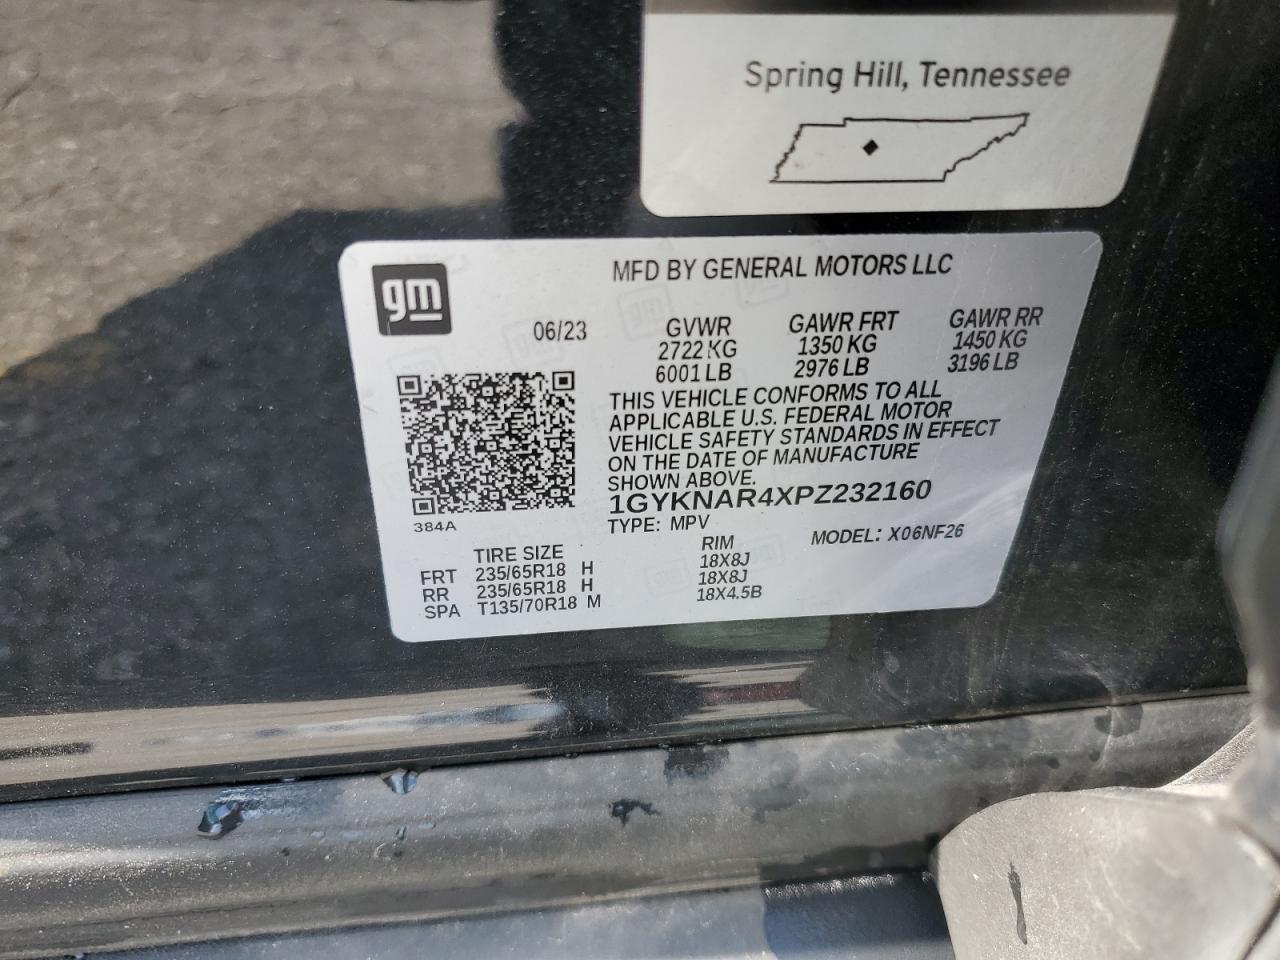 Spring Hill, Tennessee
gm
MFD BY GENERAL MOTORS LLC
06/23
GVWR
2722 KG
6001 LB
GAWR FRT
1350 KG
2976 LB
GAWR RR
1450 KG
3196 LB
THIS VEHICLE CONFORMS TO ALL
APPLICABLE U.S. FEDERAL MOTOR
VEHICLE SAFETY STANDARDS IN EFFECT
ON THE DATE OF MANUFACTURE
SHOWN ABOVE.
1GYKNAR4XPZ232160
TYPE: MPV
MODEL: X06NF26
384A
TIRE SIZE
RIM
FRT 235/65R18 H 18X8J
RR 235/65R18 H 18X8J
SPA T135/70R18 M 18X4.5B